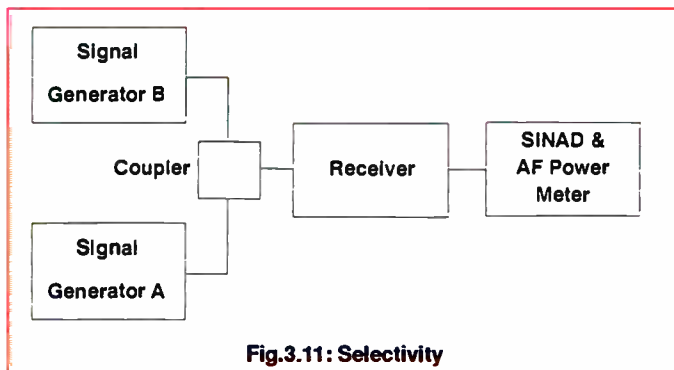 Signal
Generator B
Coupler
Receiver
SINAD &
AF Power
Meter
Signal
Generator A
Fig.3.11: Selectivity